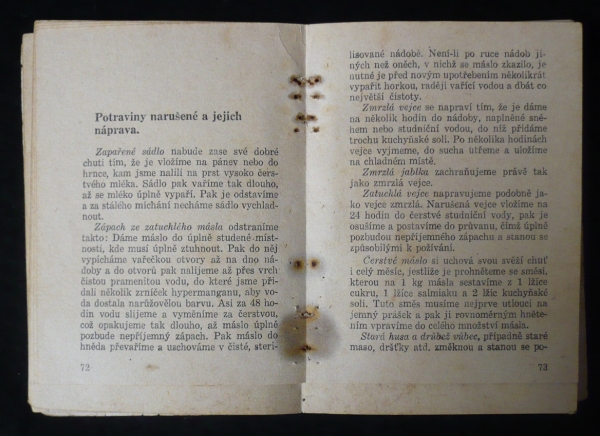 Potraviny narušené a jejich
náprava.
Zapařené sádlo nabude zase své dobré
chuti tím, že je vložíme na pánev nebo do
hrnce, kam jsme nalili na prst vysoko čers-
tvého mléka. Sádlo pak vaříme tak dlouho,
až se mléko úplně vypaří. Pak je odstavíme
a za stálého míchání necháme sádlo vychlad-
nout.
Zápach ze zatuchlého másla odstraníme
takto: Dáme máslo do úplně studené míst-
nosti, kde musí úplně ztuhnout. Pak do něj
vypícháme vařečkou otvory až na dno nádo-
by a do otvorů pak nalijeme až přes vrch
čistou pramenitou vodu, do které jsme při-
dali několik zrníček hypermanganu, aby vo-
da dostala narůžovělou barvu. Asi za 48 ho-
din vodu slijeme a vyměníme za čerstvou,
což opakujeme tak dlouho, až máslo úplně
pozbude nepříjemný zápach. Pak máslo do
hněda převaříme a uschováme v čisté, steri-
72
lisované nádobě. Není-li po ruce nádob ji-
ných než oněch, v nichž se máslo zkazilo, je
nutné je před novým upotřebením několikrát
vypařit horkou, raději vařící vodou a dbát co
největší čistoty.
Zmrzlá vejce se napraví tím, že je dáme
na několik hodin do nádoby, naplněné sně-
hem nebo studniční vodou, do níž přidáme
trochu kuchyňské soli. Po několika hodinách
vejce vyjmeme, do sucha utřeme a uložíme
na chladném místě.
Zmrzlá jablka zachraňujeme právě tak
jako zmrzlá vejce.
Zatuchlá vejce napravujeme podobně ja-
ko vejce zmrzlá. Narušená vejce vložíme na
24 hodin do čerstvé studniční vody, pak je
osušíme a postavíme do průvanu, čímž úplně
pozbudou nepříjemného zápachu a stanou se
způsobilými k požívání.
Čerstvé máslo si uchová svou svěží chuť
i celý měsíc, jestliže je prohněteme se směsí,
kterou na 1 kg másla sestavíme z 1 lžíce
cukru, 1 lžíce salmiaku a 2 lžic kuchyňské
soli. Tuto směs musíme nejprve utlouci na
jemný prášek a pak ji rovnoměrným hnětě-
ním vpravíme do celého množství másla.
Stará husa a drůbež vůbec, případně staré
maso, drštky atd. změknou a stanou se po-
73